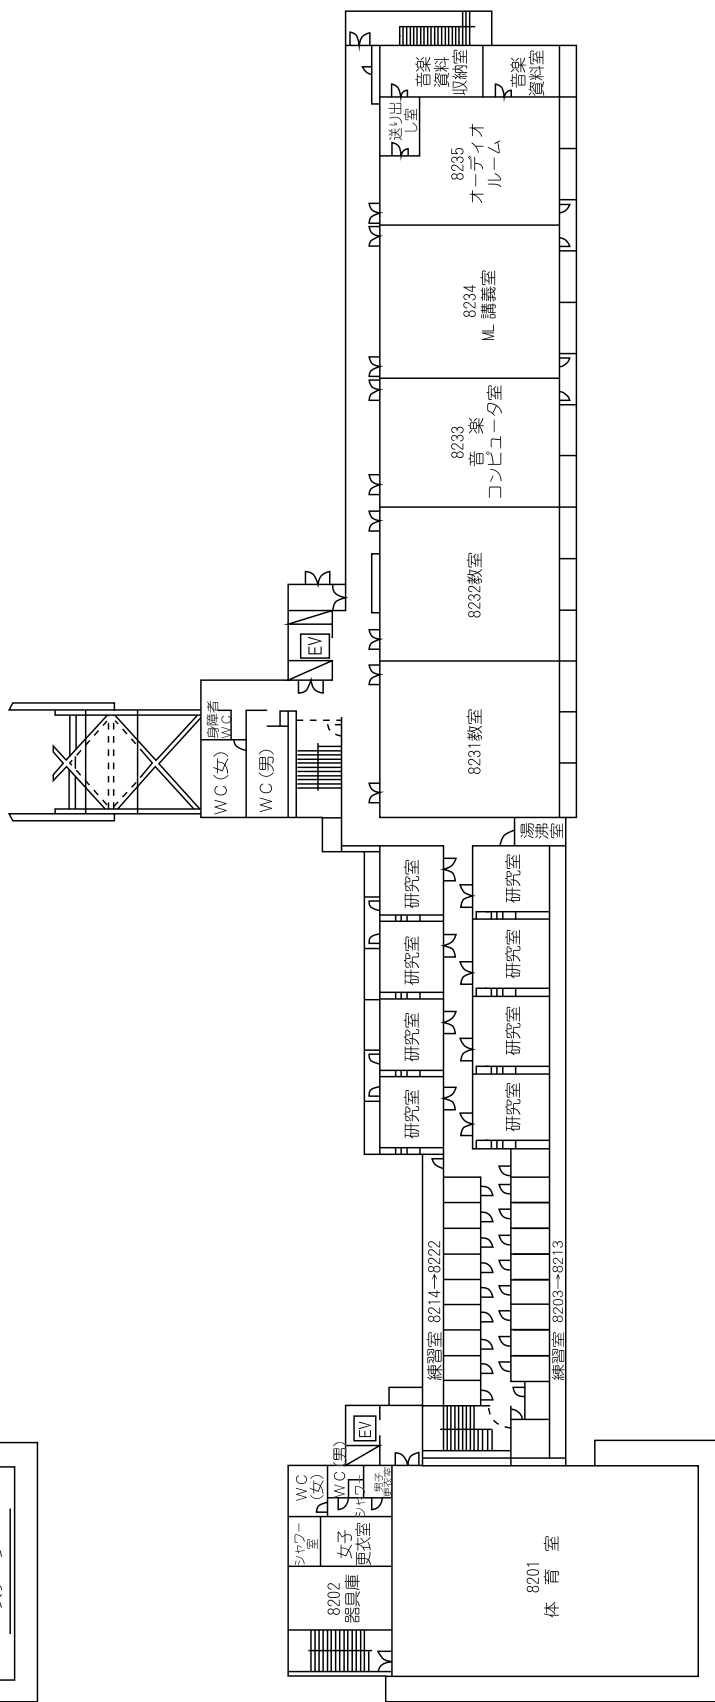 音楽
資料
収納室
音楽
資料室
送り出
し室
8235
オーディオ
ルーム
8234
ML 講義室
8233
音　楽
コンピュータ室
8232教室
EV
8231教室
身障者
WC
WC(女)
WC(男)
湯沸
室
研究室
研究室
研究室
研究室
研究室
研究室
研究室
研究室
練習室 8214→8222
練習室 8203→8213
EV
WC
(女)
WC
(男)
シャワー
男子
更衣室
シャワー
室
女子
更衣室
8202
器具庫
8201
体　育　室